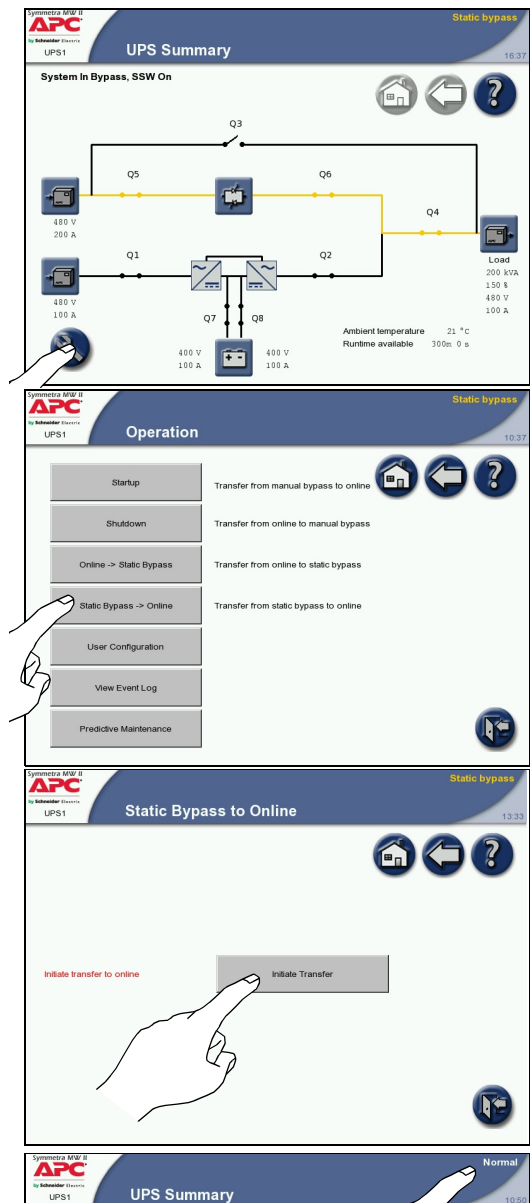 Symmetra MW II
Static bypass
APC
by Schneider Electric
UPS1
UPS Summary
16:37
System In Bypass, SSW On
?
Q3
Q5
Q6
Q4
480 V
200 A
Load
200 kVA
150 %
480 V
100 A
Q1
Q2
480 V
100 A
Q7
Q8
400 V
100 A
400 V
100 A
Ambient temperature 21 °C
Runtime available 300m 0 s
Symmetra MW II
Static bypass
APC
by Schneider Electric
UPS1
Operation
10:37
?
Startup
Transfer from manual bypass to online
Shutdown
Transfer from online to manual bypass
Online -> Static Bypass
Transfer from online to static bypass
Static Bypass -> Online
Transfer from static bypass to online
User Configuration
View Event Log
Predictive Maintenance
Symmetra MW II
Static bypass
APC
by Schneider Electric
UPS1
Static Bypass to Online
13:33
?
Initiate transfer to online
Initiate Transfer
Symmetra MW II
Normal
APC
by Schneider Electric
UPS1
UPS Summary
10:50